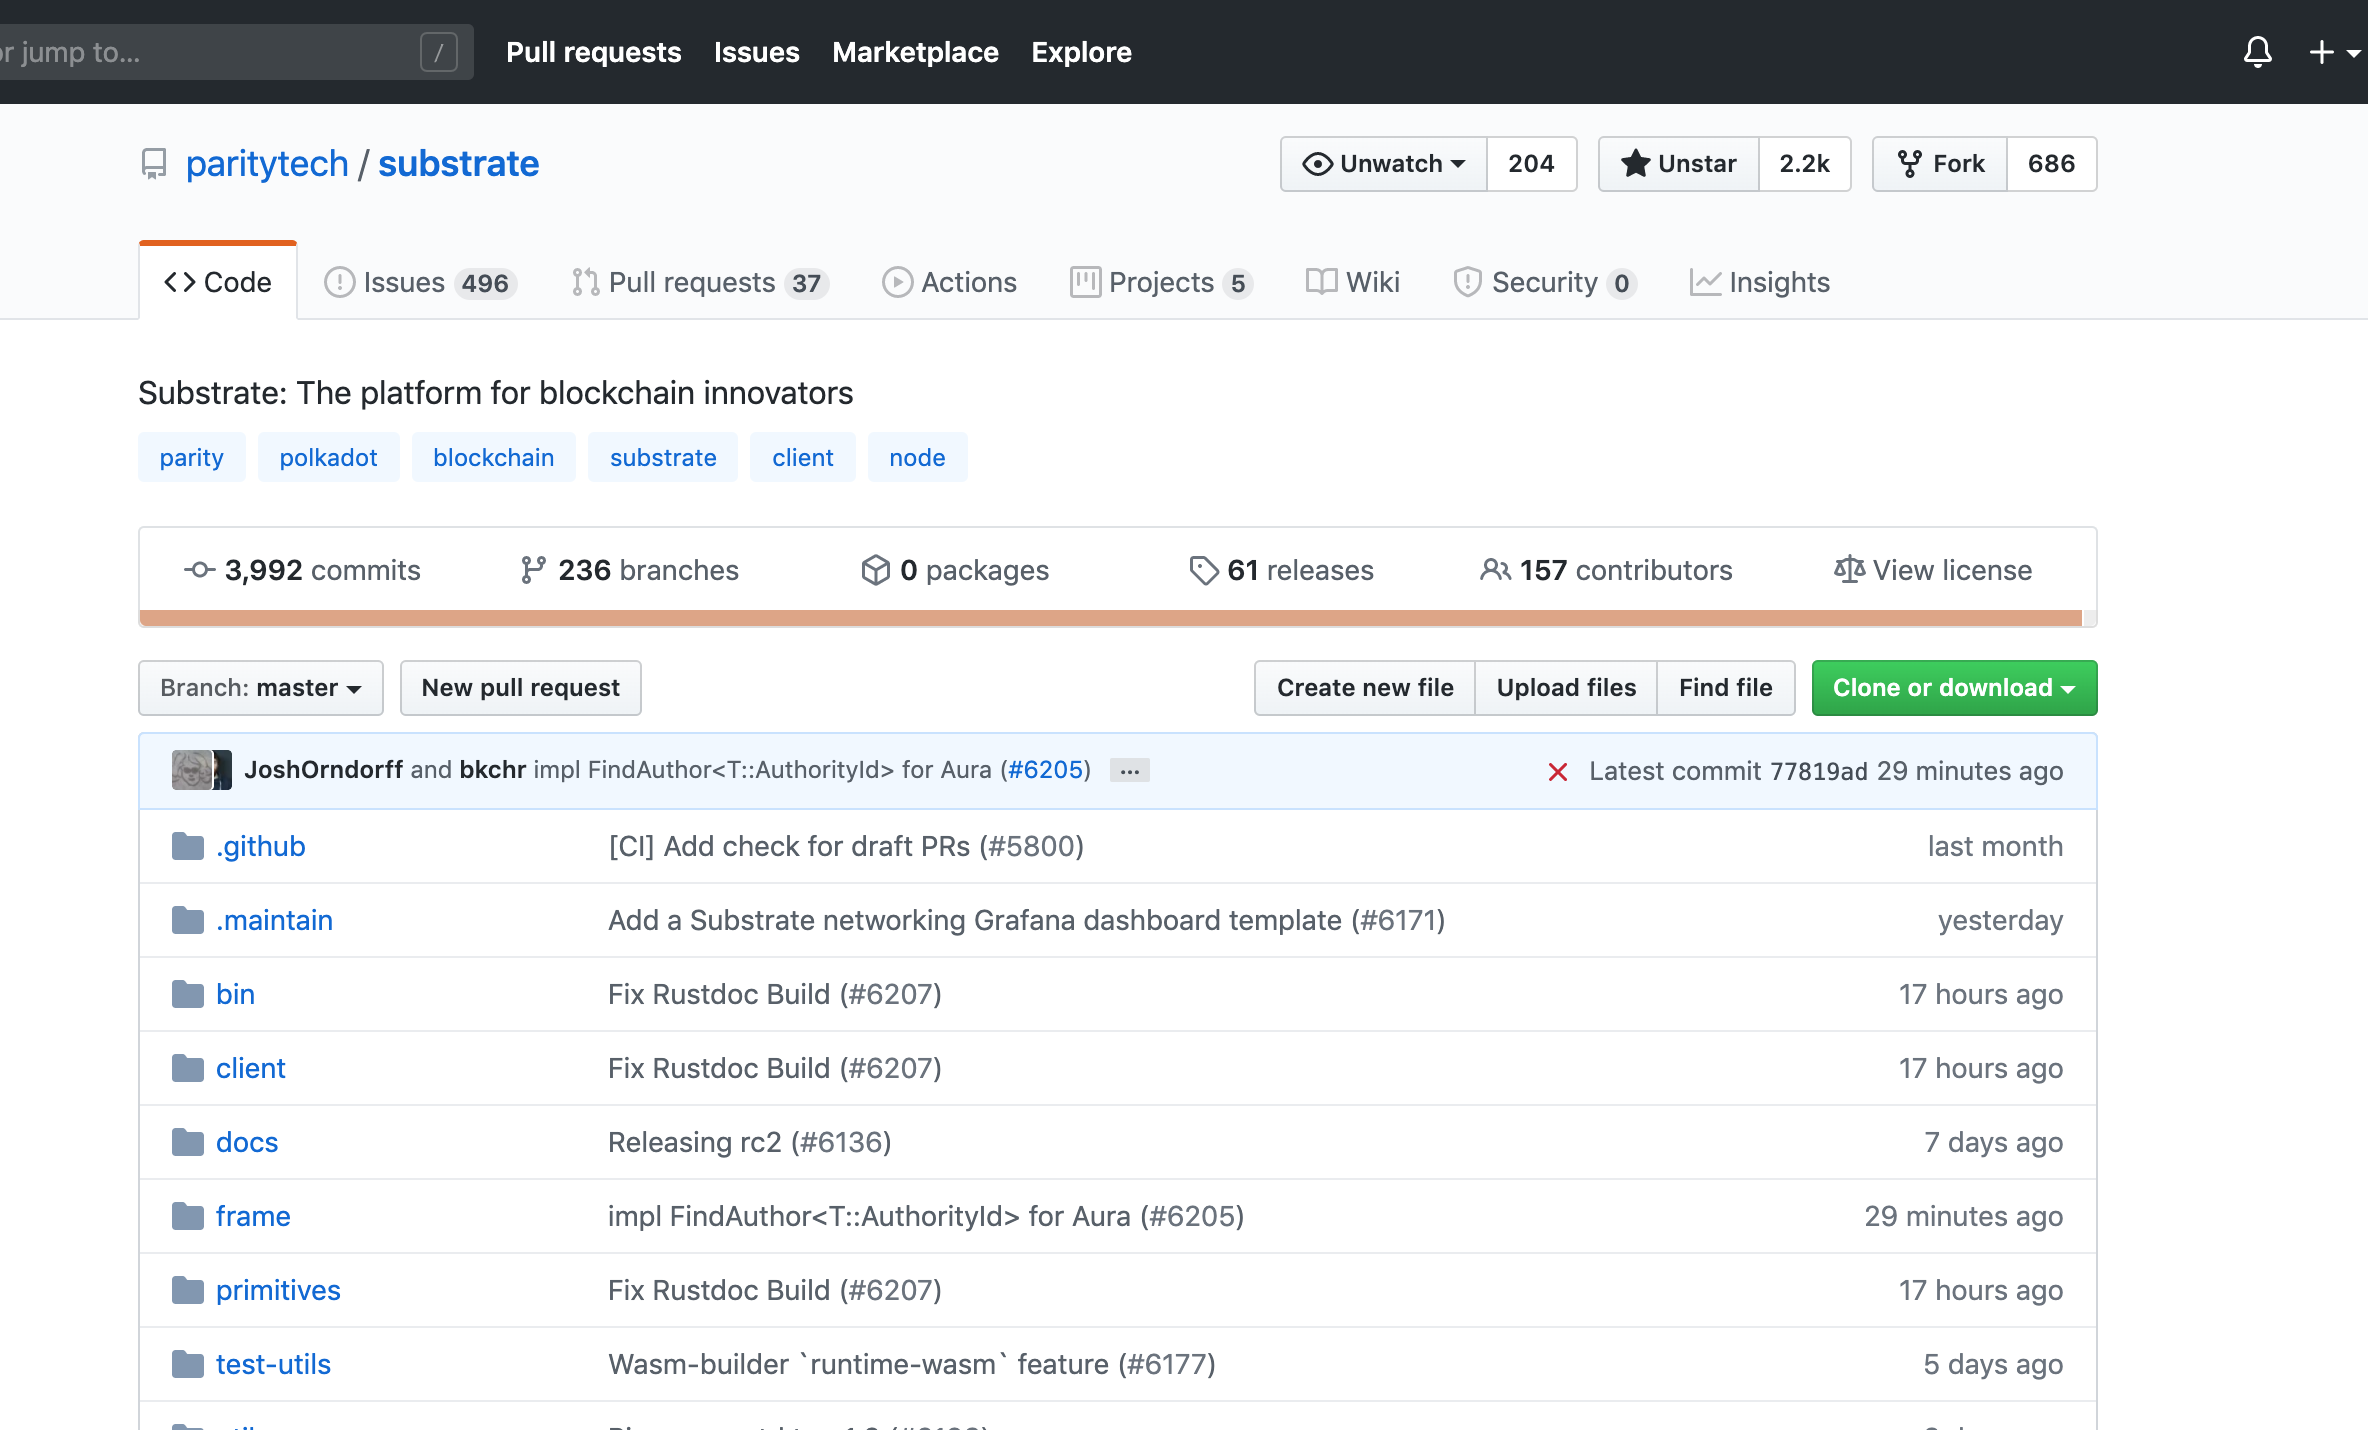 or jump to... /
Pull requests Issues Marketplace Explore
paritytech / substrate
Unwatch 204 Unstar 2.2k Fork 686
Code Issues 496 Pull requests 37 Actions Projects 5 Wiki Security 0 Insights
Substrate: The platform for blockchain innovators
parity polkadot blockchain substrate client node
3,992 commits 236 branches 0 packages 61 releases 157 contributors View license
Branch: master New pull request Create new file Upload files Find file Clone or download
JoshOrndorff and bkchr impl FindAuthor<T::AuthorityId> for Aura (#6205) ... Latest commit 77819ad 29 minutes ago
.github [CI] Add check for draft PRs (#5800) last month
.maintain Add a Substrate networking Grafana dashboard template (#6171) yesterday
bin Fix Rustdoc Build (#6207) 17 hours ago
client Fix Rustdoc Build (#6207) 17 hours ago
docs Releasing rc2 (#6136) 7 days ago
frame impl FindAuthor<T::AuthorityId> for Aura (#6205) 29 minutes ago
primitives Fix Rustdoc Build (#6207) 17 hours ago
test-utils Wasm-builder `runtime-wasm` feature (#6177) 5 days ago